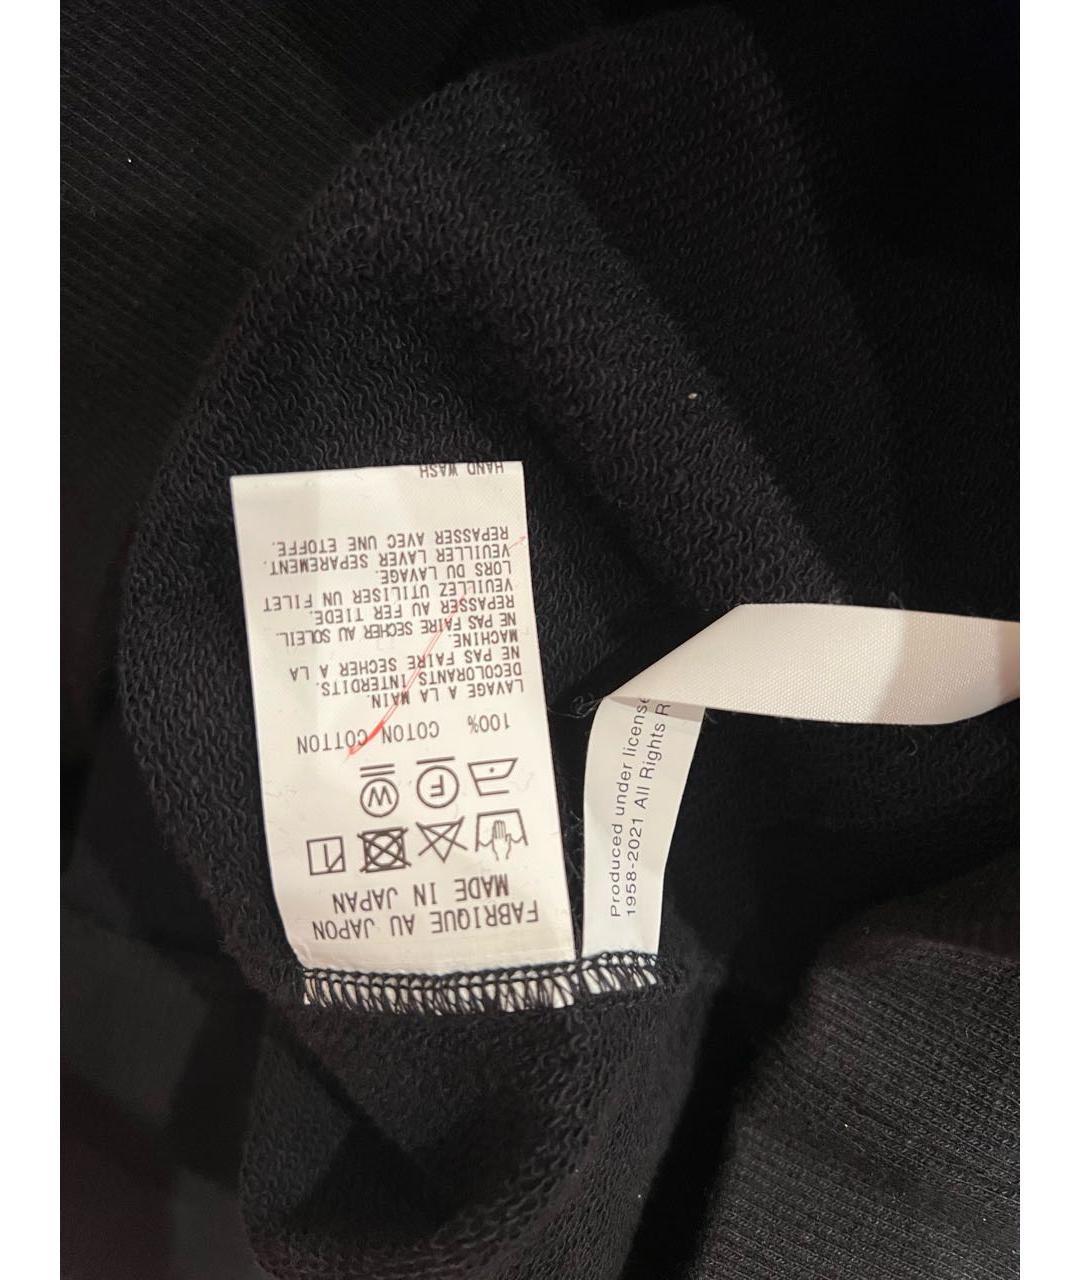 FABRIQUE AU JAPON
MADE IN JAPAN
W F
100% COTON COTTON
LAVAGE A LA MAIN.
DECOLORANTS INTERDITS.
NE PAS FAIRE SECHER A LA
MACHINE.
NE PAS FAIRE SECHER AU SOLEIL.
REPASSER AU FER TIEDE.
VEUILLEZ UTILISER UN FILET
LORS DU LAVAGE.
VEUILLER LAVER SEPAREMENT.
REPASSER AVEC UNE ETOFFE.
HAND WASH
Produced under license
1958-2021 All Rights R